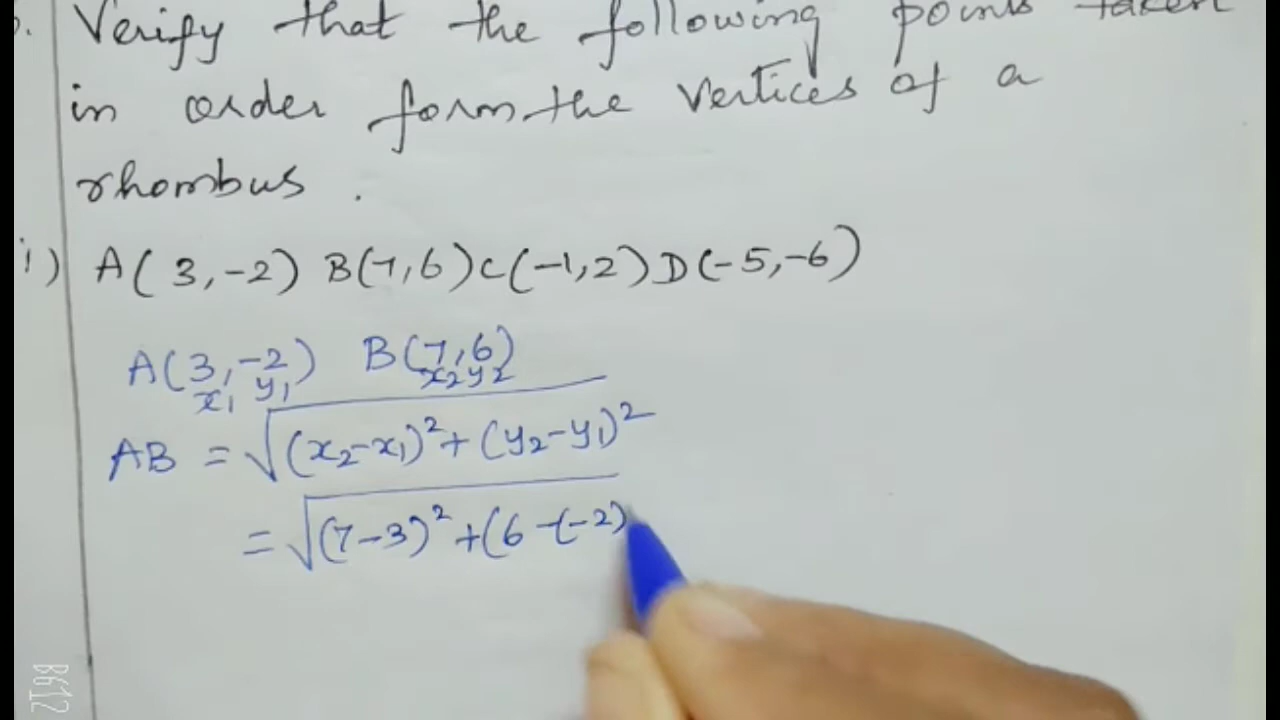 Verify that the following points taken
in order form the vertices of a
rhombus.
i) A(3,-2) B(7,6) C(-1,2) D(-5,-6)
A(3,-2) B(7,6)
x₁ y₁ x₂ y₂
AB = √(x₂-x₁)²+(y₂-y₁)²
= √(7-3)²+(6-(-2)
B612